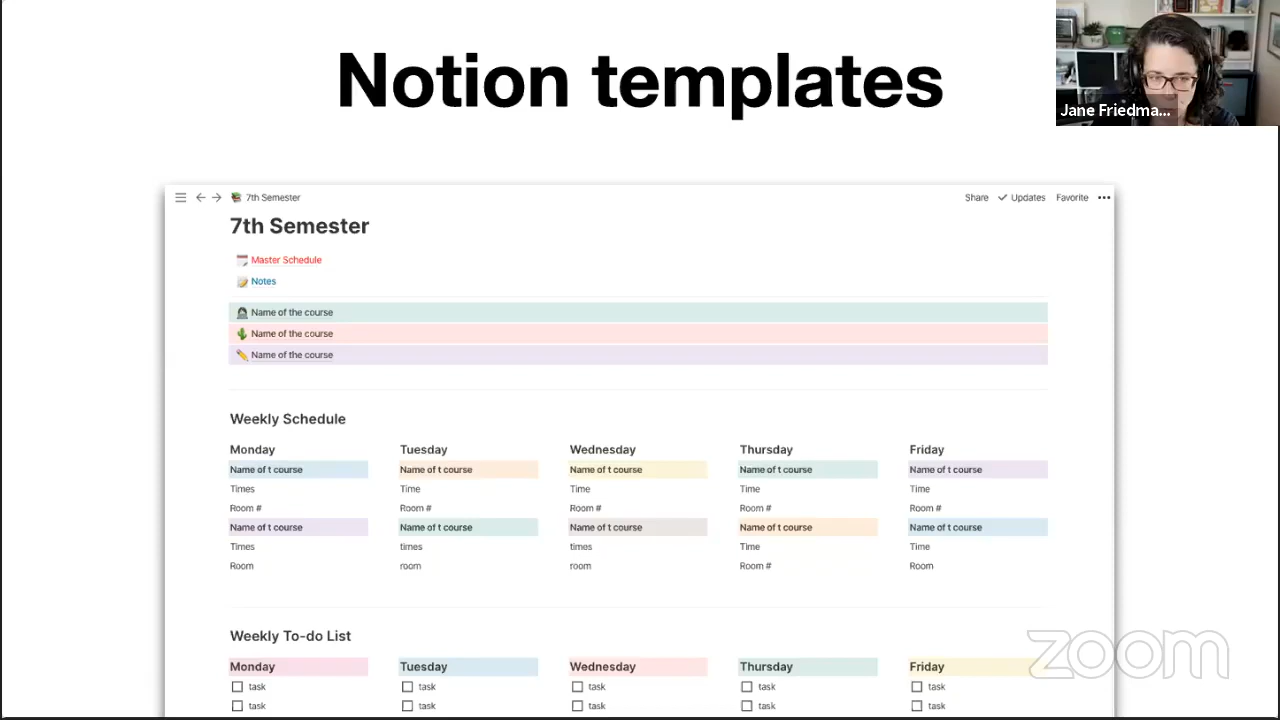 Notion templates
Jane Friedma...
7th Semester
Share Updates Favorite
7th Semester
Master Schedule
Notes
Name of the course
Name of the course
Name of the course
Weekly Schedule
Monday Tuesday Wednesday Thursday Friday
Name of t course Name of t course Name of t course Name of t course Name of t course
Times Time Time Time Time
Room # Room # Room # Room # Room #
Name of t course Name of t course Name of t course Name of t course Name of t course
Times times times Time Time
Room room room Room # Room
Weekly To-do List
Monday Tuesday Wednesday Thursday Friday
task task task task task
task task task task task
zoom